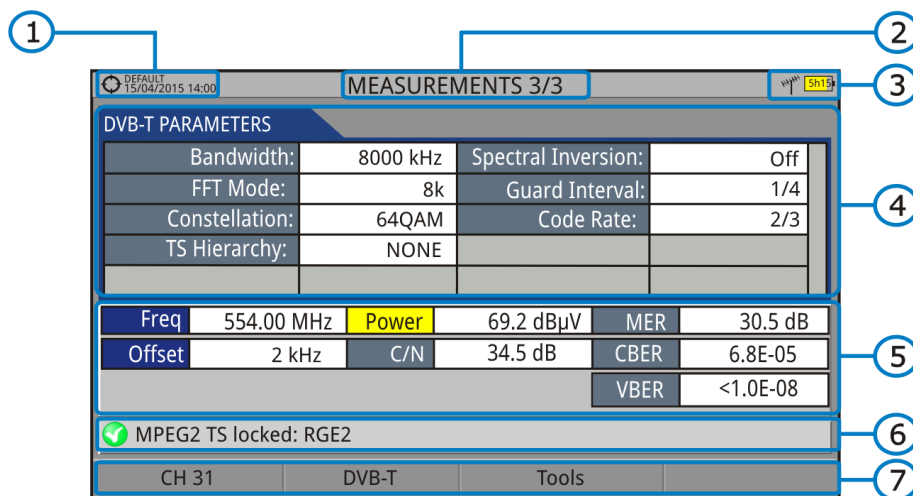 1
2
DEFAULT
15/04/2015 14:00
MEASUREMENTS 3/3
5h15
3
DVB-T PARAMETERS
Bandwidth: 8000 kHz Spectral Inversion: Off
FFT Mode: 8k Guard Interval: 1/4
4
Constellation: 64QAM Code Rate: 2/3
TS Hierarchy: NONE
Freq 554.00 MHz Power 69.2 dBµV MER 30.5 dB
Offset 2 kHz C/N 34.5 dB CBER 6.8E-05
5
VBER <1.0E-08
MPEG2 TS locked: RGE2
6
CH 31 DVB-T Tools
7